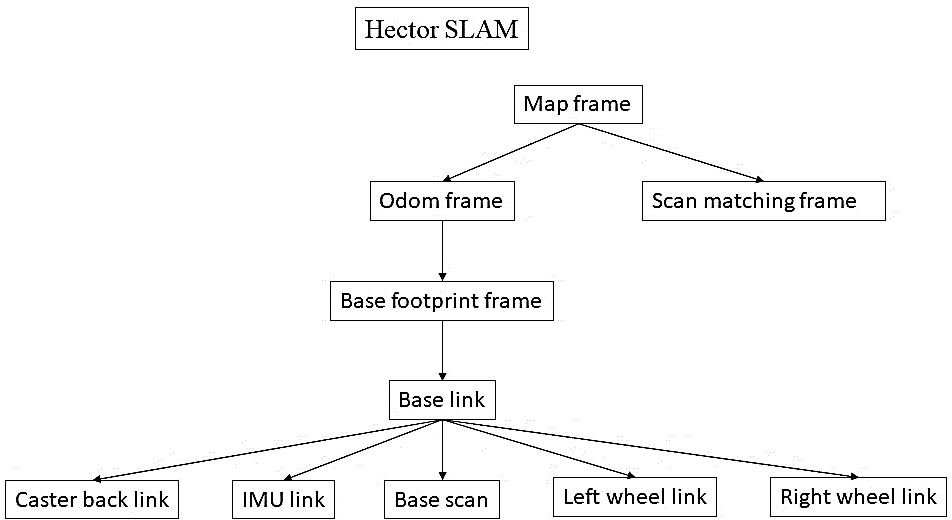 Hector SLAM
Map frame
Odom frame
Scan matching frame
Base footprint frame
Base link
Caster back link
IMU link
Base scan
Left wheel link
Right wheel link